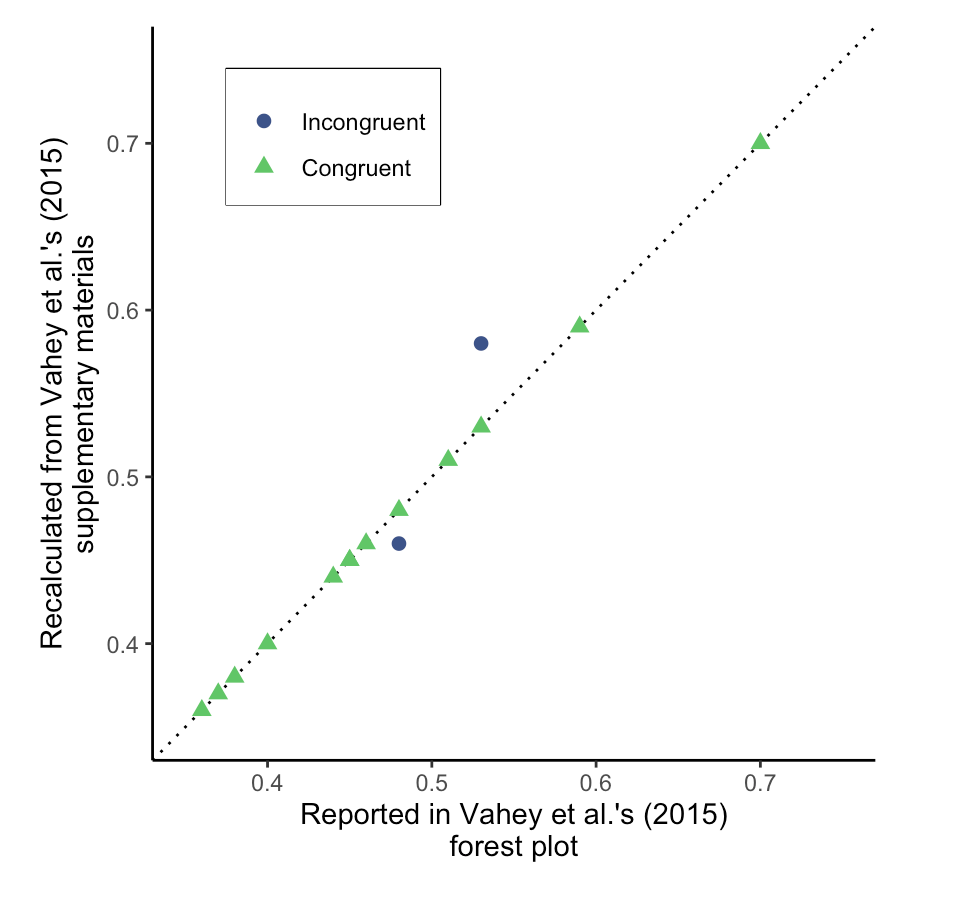 Incongruent
Congruent
0.7
0.6
0.5
0.4
Recalculated from Vahey et al.'s (2015)
supplementary materials
0.4
0.5
0.6
0.7
Reported in Vahey et al.'s (2015)
forest plot